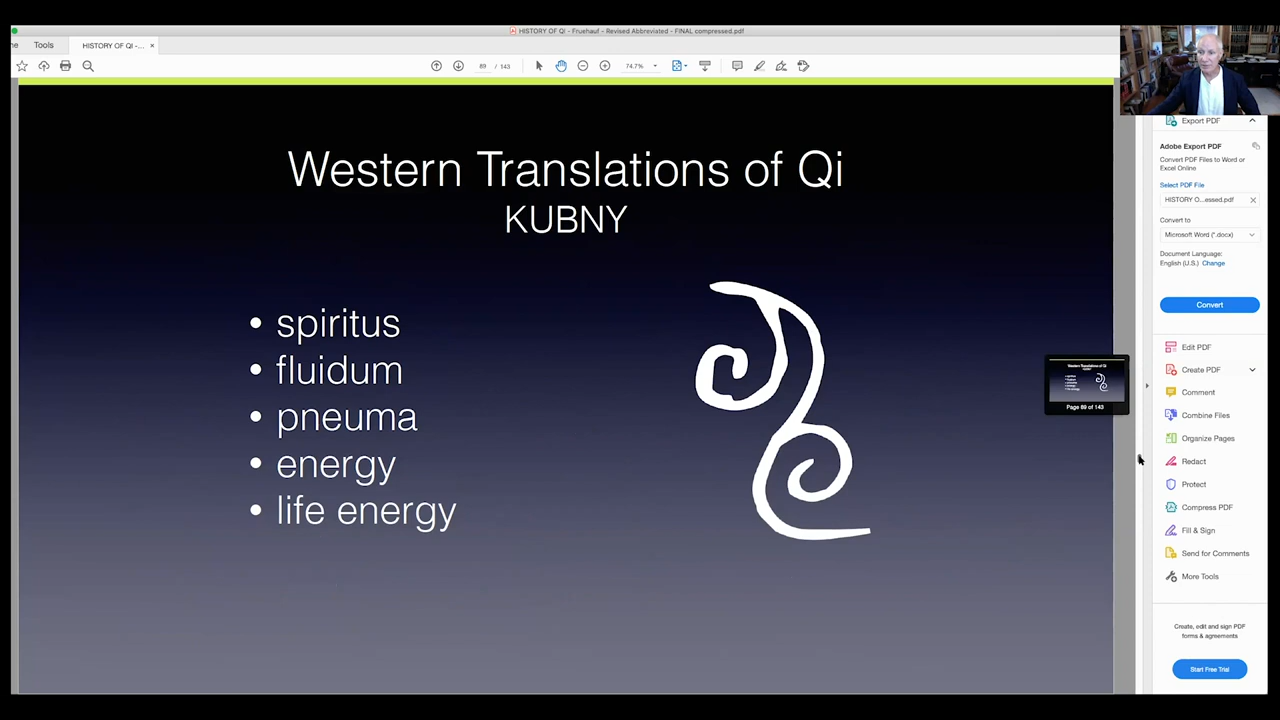 HISTORY OF QI - Fruehauf - Revised Abbreviated - FINAL compressed.pdf
Tools
HISTORY OF QI -... ×
89 / 143
74.7%
Western Translations of Qi
KUBNY
• spiritus
• fluidum
• pneuma
• energy
• life energy
Page 89 of 143
Export PDF
Adobe Export PDF
Convert PDF Files to Word or
Excel Online
Select PDF File
HISTORY O...essed.pdf
Convert to
Microsoft Word (*.docx)
Document Language:
English (U.S.) Change
Convert
Edit PDF
Create PDF
Comment
Combine Files
Organize Pages
Redact
Protect
Compress PDF
Fill & Sign
Send for Comments
More Tools
Create, edit and sign PDF
forms & agreements
Start Free Trial